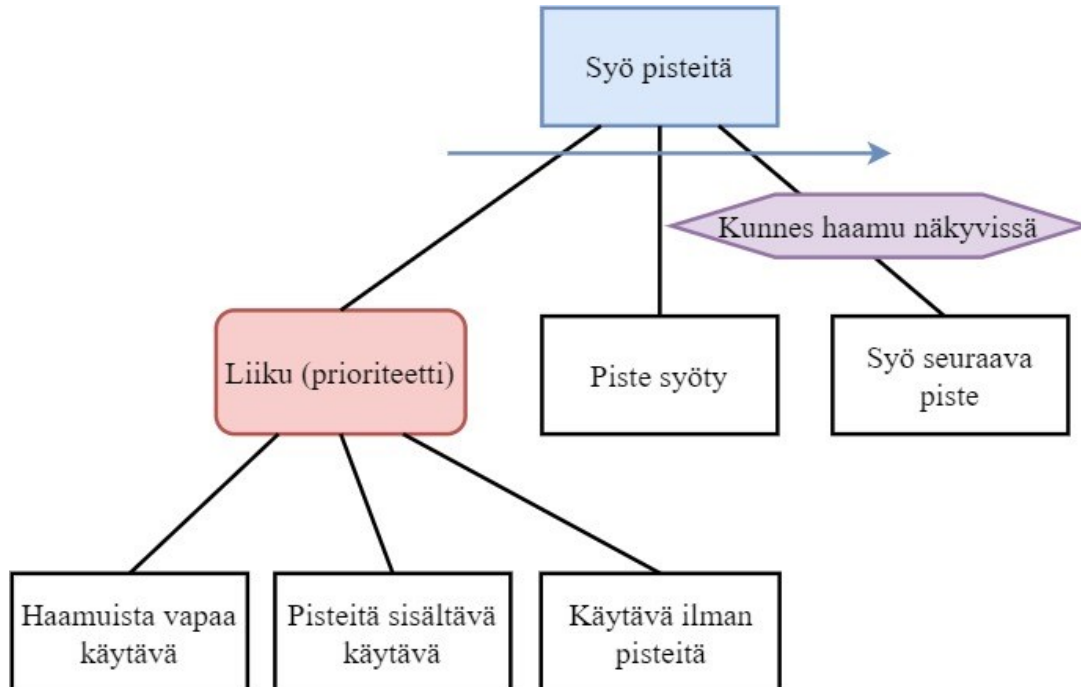 Syö pisteitä
Kunnes haamu näkyvissä
Liiku (prioriteetti)
Piste syöty
Syö seuraava
piste
Haamuista vapaa
käytävä
Pisteitä sisältävä
käytävä
Käytävä ilman
pisteitä